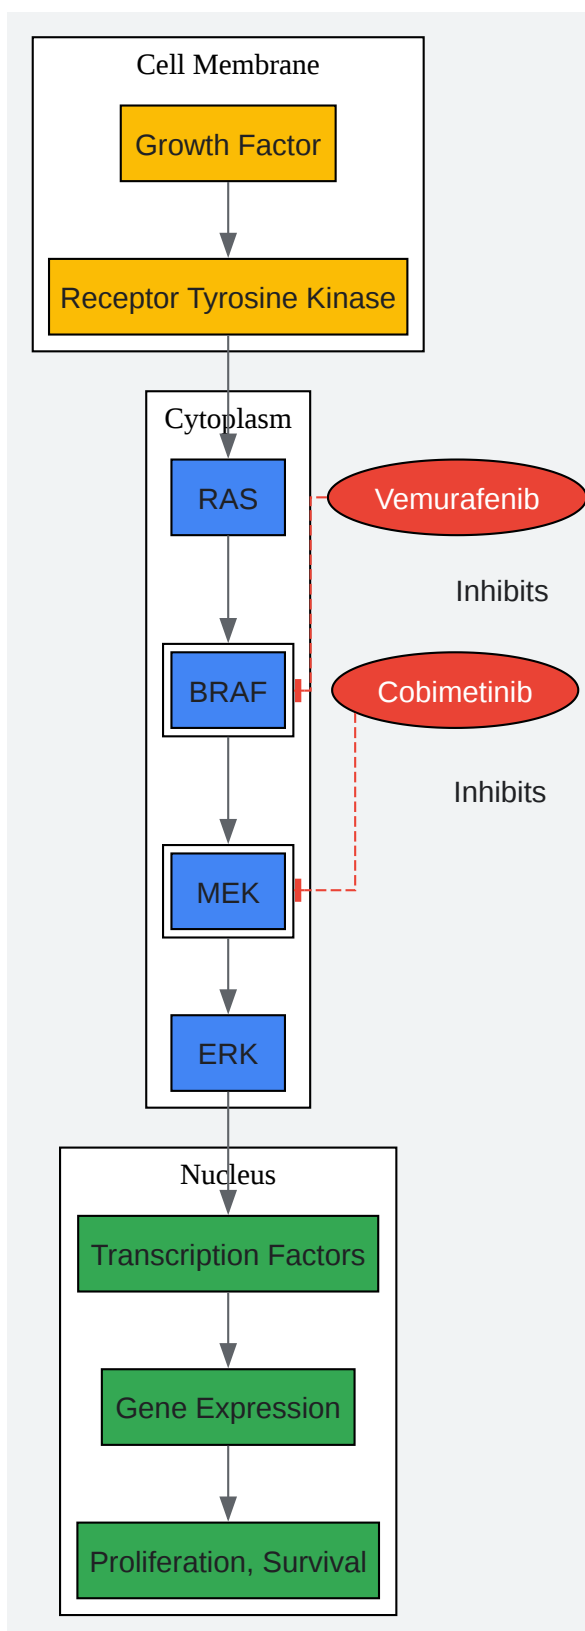 Cell Membrane
Growth Factor
Receptor Tyrosine Kinase
Cytoplasm
RAS
Vemurafenib
Inhibits
BRAF
Cobimetinib
Inhibits
MEK
ERK
Nucleus
Transcription Factors
Gene Expression
Proliferation, Survival